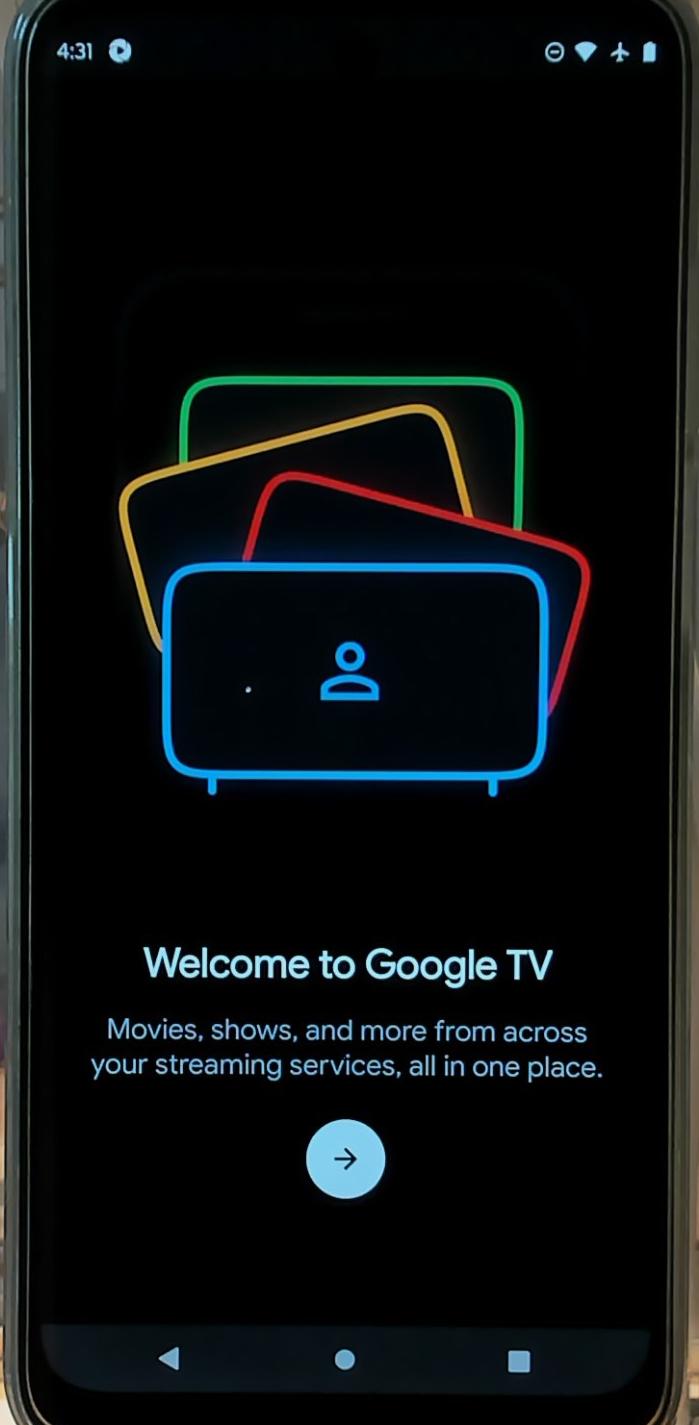 4:31
Welcome to Google TV
Movies, shows, and more from across
your streaming services, all in one place.